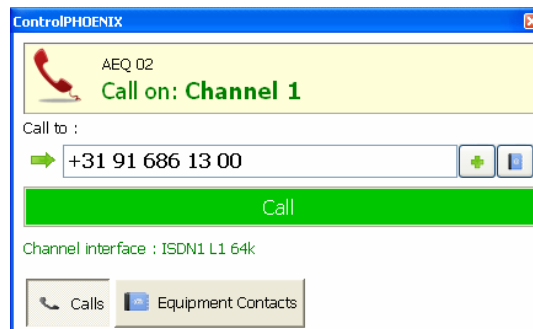 ControlPHOENIX
AEQ 02
Call on: Channel 1
Call to :
+31 91 686 13 00
Call
Channel interface : ISDN1 L1 64k
Calls
Equipment Contacts